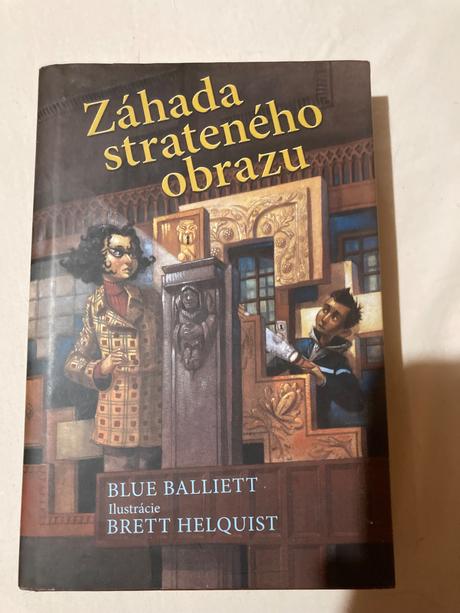 Záhada
strateného
obrazu
BLUE BALLIETT
Ilustrácie
BRETT HELQUIST